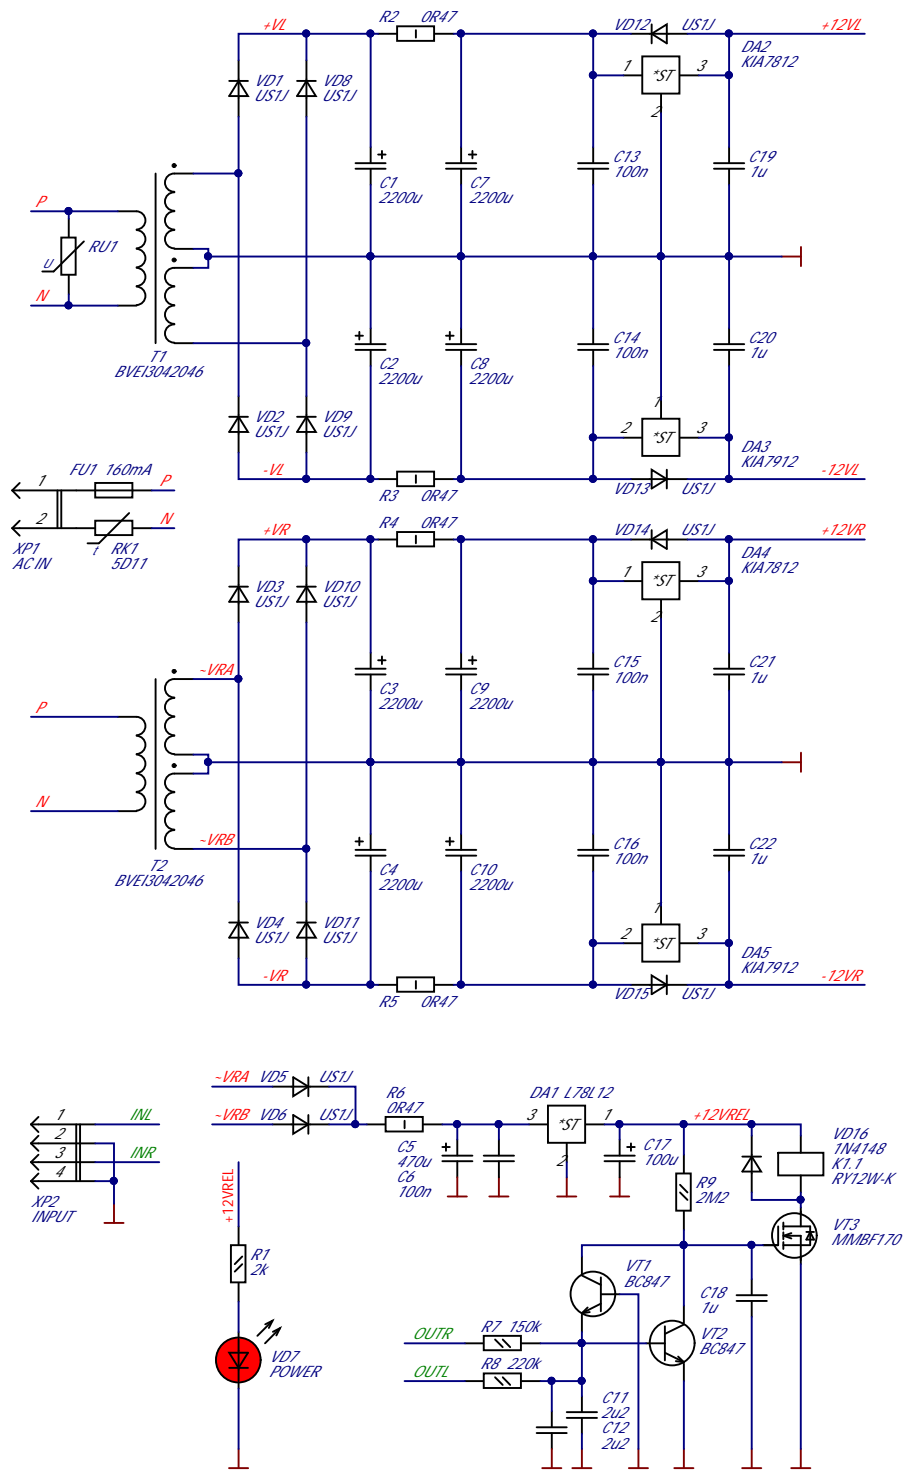 +VL
R2 0R47
VD12 US1J
+12VL
DA2
KIA7812
1 *ST 3
2
VD1
US1J
VD8
US1J
+
C1
2200u
+
C7
2200u
C13
100n
C19
1u
P
RU1
U
N
T1
BVEI3042046
+
C2
2200u
+
C8
2200u
C14
100n
C20
1u
VD2
US1J
VD9
US1J
1
2 *ST 3
DA3
KIA7912
-VL
R3 0R47
VD13 US1J
-12VL
FU1 160mA
1
P
2
N
XP1
AC IN
t
RK1
5D11
+VR
R4 0R47
VD14 US1J
+12VR
DA4
KIA7812
1 *ST 3
2
VD3
US1J
VD10
US1J
~VRA
+
C3
2200u
+
C9
2200u
C15
100n
C21
1u
P
N
~VRB
T2
BVEI3042046
+
C4
2200u
+
C10
2200u
C16
100n
C22
1u
VD4
US1J
VD11
US1J
1
2 *ST 3
DA5
KIA7912
-VR
R5 0R47
VD15 US1J
-12VR
~VRA VD5 US1J
~VRB VD6 US1J
R6
0R47
DA1 L78L12
3 *ST 1
2
+12VREL
1 INL
2
3 INR
4
XP2
INPUT
+
C5
470u
C6
100n
+
C17
100u
VD16
1N4148
K1.1
RY12W-K
+12VREL
R9
2M2
VT3
MMBF170
R1
2k
VT1
BC847
C18
1u
OUTR
R7 150k
VT2
BC847
OUTL
R8 220k
VD7
POWER
C11
2u2
C12
2u2